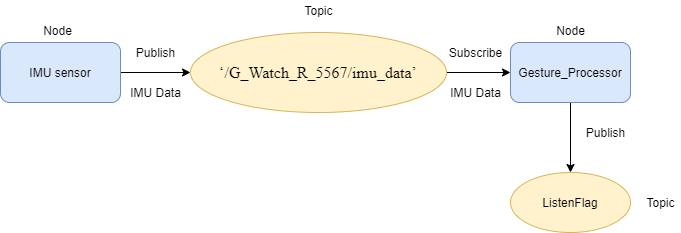 Topic
Node
Publish
Subscribe
Node
IMU sensor
‘/G_Watch_R_5567/imu_data’
Gesture_Processor
IMU Data
IMU Data
Publish
ListenFlag
Topic